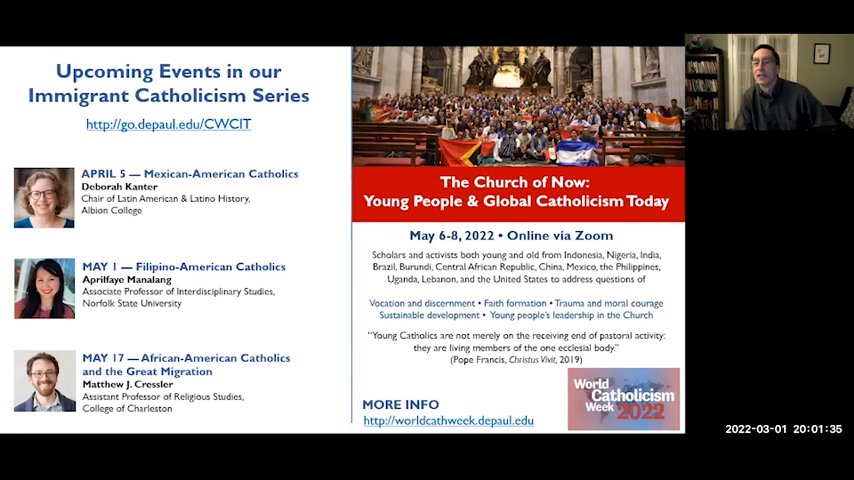 Upcoming Events in our
Immigrant Catholicism Series
http://go.depaul.edu/CWCIT
APRIL 5 — Mexican-American Catholics
Deborah Kanter
Chair of Latin American & Latino History,
Albion College
MAY 1 — Filipino-American Catholics
Aprilfaye Manalang
Associate Professor of Interdisciplinary Studies,
Norfolk State University
MAY 17 — African-American Catholics
and the Great Migration
Matthew J. Cressler
Assistant Professor of Religious Studies,
College of Charleston
The Church of Now:
Young People & Global Catholicism Today
May 6-8, 2022 • Online via Zoom
Scholars and activists both young and old from Indonesia, Nigeria, India,
Brazil, Burundi, Central African Republic, China, Mexico, the Philippines,
Uganda, Lebanon, and the United States to address questions of
Vocation and discernment • Faith formation • Trauma and moral courage
Sustainable development • Young people's leadership in the Church
"Young Catholics are not merely on the receiving end of pastoral activity:
they are living members of the one ecclesial body."
(Pope Francis, Christus Vivit, 2019)
MORE INFO
http://worldcathweek.depaul.edu
World
Catholicism
Week 2022
2022-03-01 20:01:35